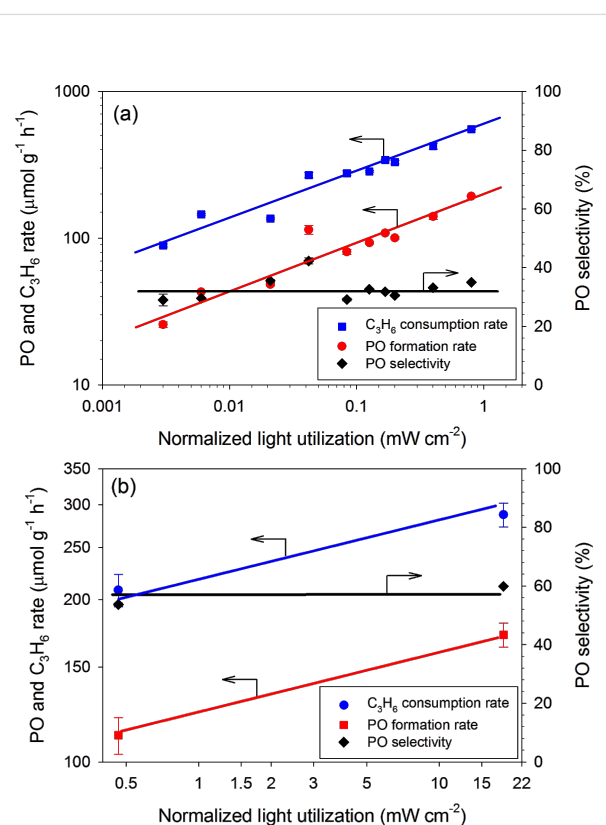 (a)
1000
100
10
PO and C₃H₆ rate (μmol g⁻¹ h⁻¹)
100
80
60
40
20
0
PO selectivity (%)
C₃H₆ consumption rate
PO formation rate
PO selectivity
0.001 0.01 0.1 1
Normalized light utilization (mW cm⁻²)
(b)
350
300
250
200
150
100
PO and C₃H₆ rate (μmol g⁻¹ h⁻¹)
100
80
60
40
20
0
PO selectivity (%)
C₃H₆ consumption rate
PO formation rate
PO selectivity
0.5 1 1.5 2 3 5 10 15 22
Normalized light utilization (mW cm⁻²)